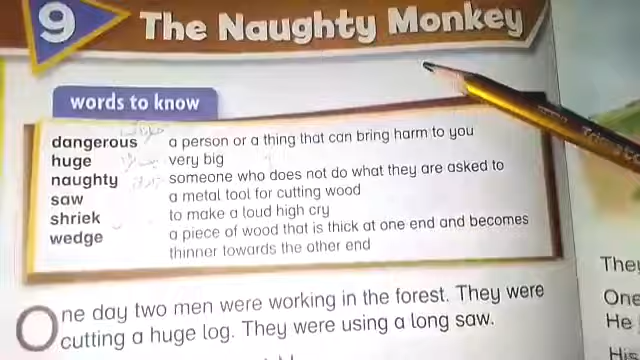 9 The Naughty Monkey
words to know
dangerous a person or a thing that can bring harm to you
huge very big
naughty someone who does not do what they are asked to
saw a metal tool for cutting wood
shriek to make a loud high cry
wedge a piece of wood that is thick at one end and becomes
thinner towards the other end
One day two men were working in the forest. They were
cutting a huge log. They were using a long saw.
They
One
He
His